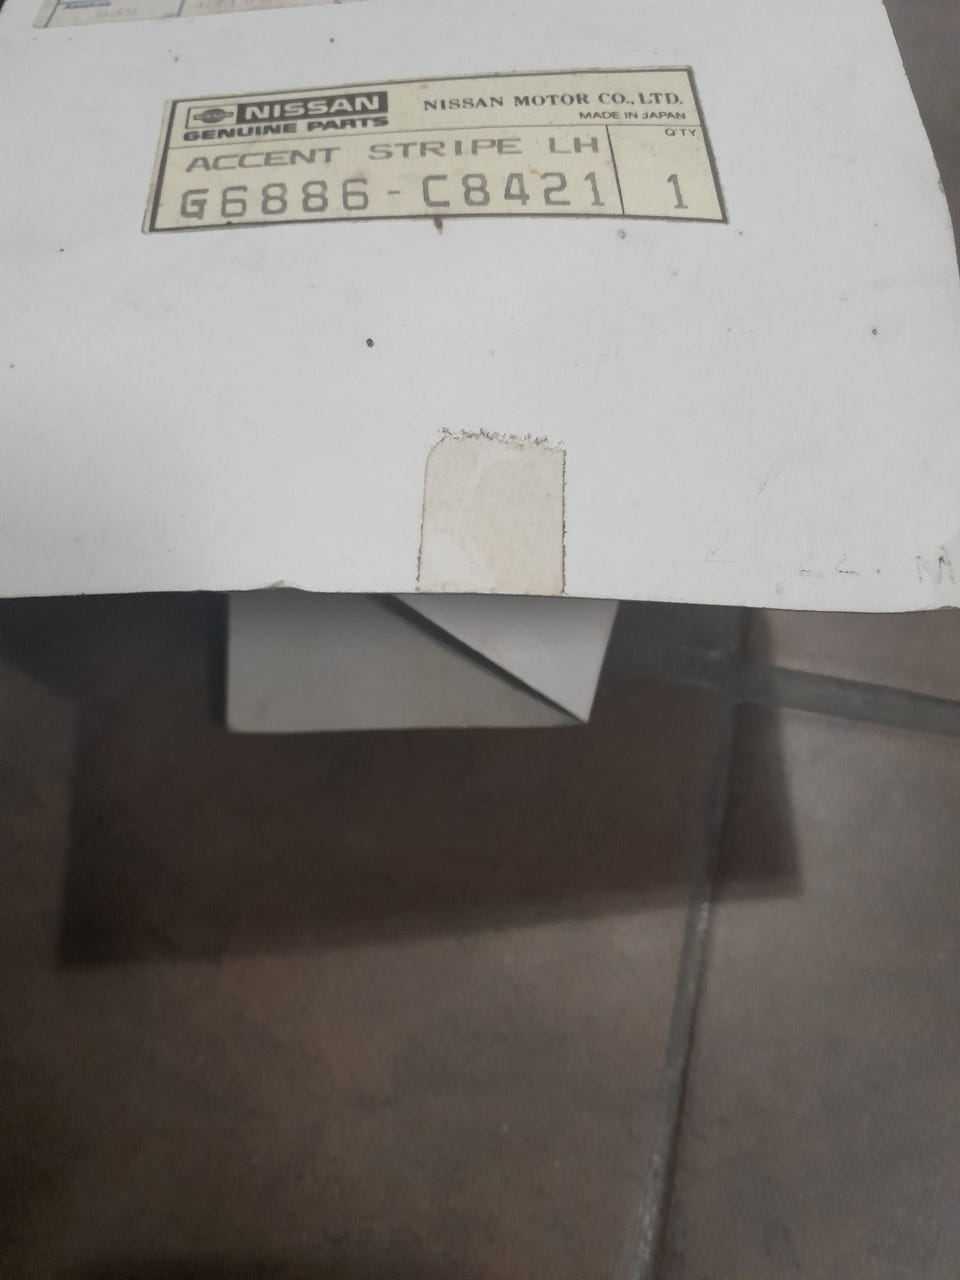 NISSAN
GENUINE PARTS
NISSAN MOTOR CO., LTD.
MADE IN JAPAN
ACCENT STRIPE LH
Q'TY
G6886-C8421
1